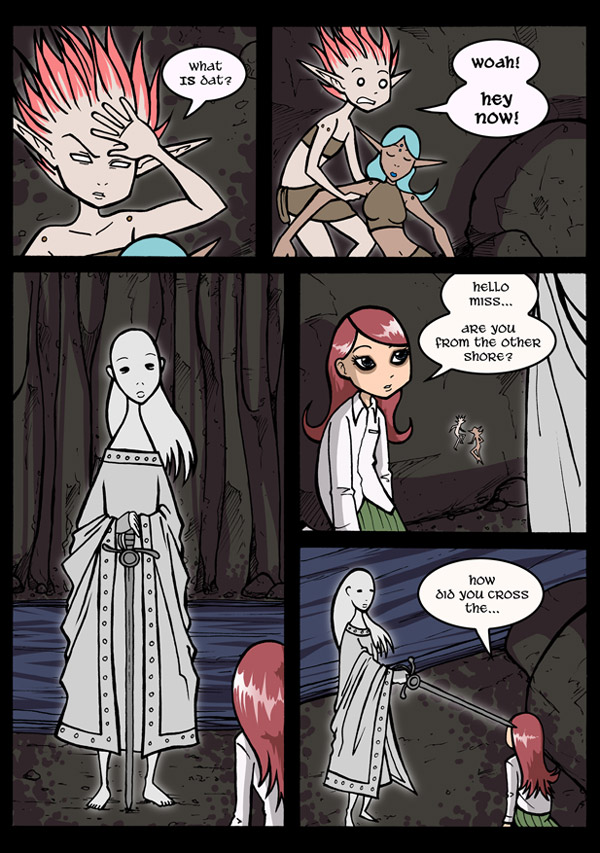 what
IS dat?
woah!
hey
now!
hello
miss...
are you
from the other
shore?
how
did you cross
the...